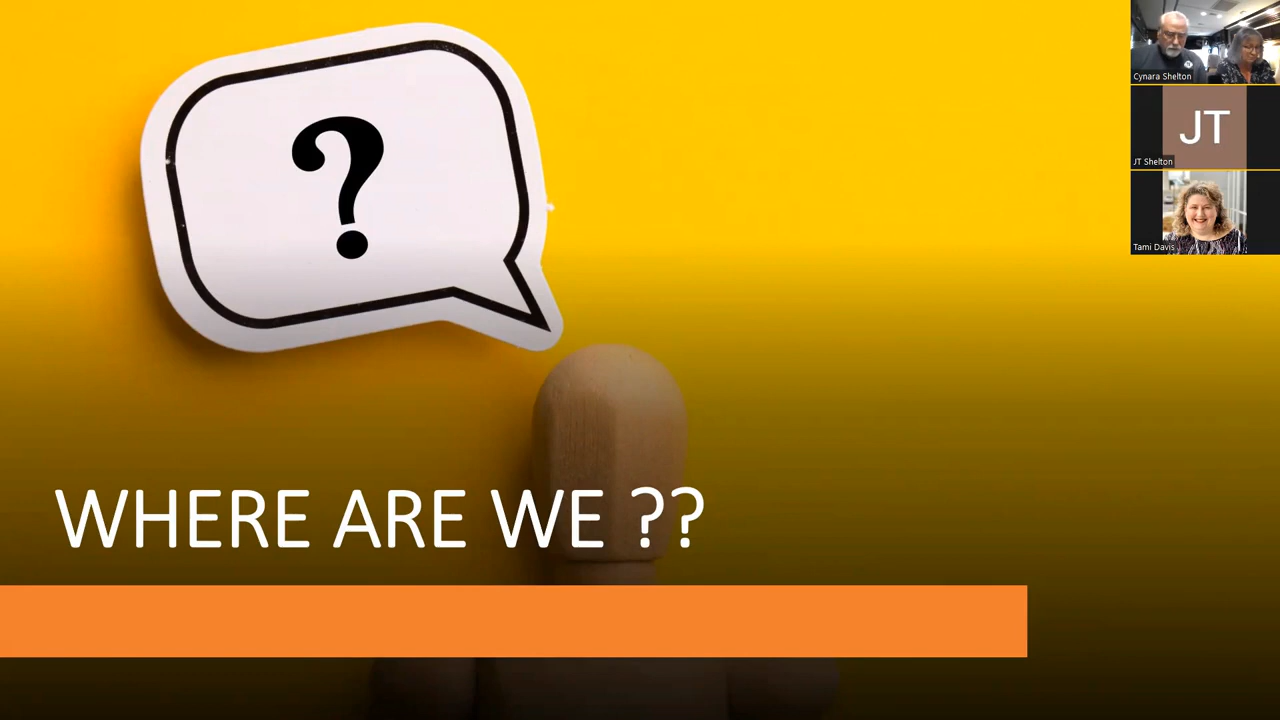 ?
WHERE ARE WE ??
Cynara Shelton
JT
JT Shelton
Tami Davis